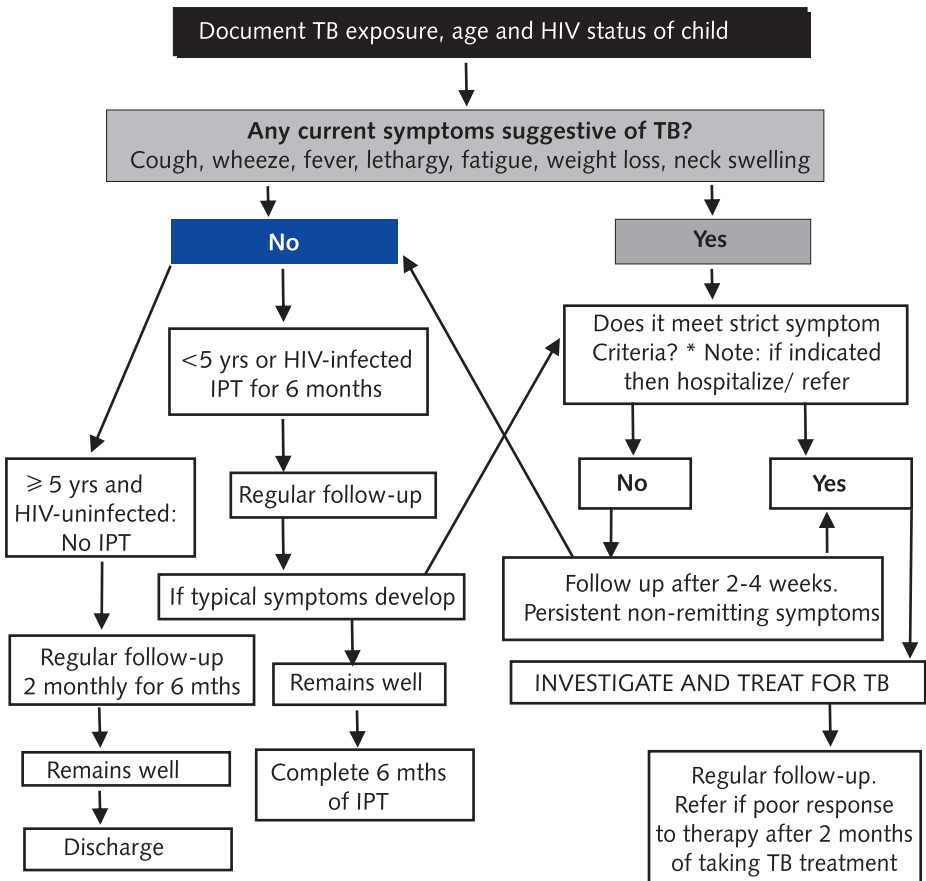 Document TB exposure, age and HIV status of child
Any current symptoms suggestive of TB?
Cough, wheeze, fever, lethargy, fatigue, weight loss, neck swelling
No
Yes
<5 yrs or HIV-infected
IPT for 6 months
Does it meet strict symptom
Criteria? * Note: if indicated
then hospitalize/ refer
⩾ 5 yrs and
HIV-uninfected:
No IPT
Regular follow-up
No
Yes
If typical symptoms develop
Follow up after 2-4 weeks.
Persistent non-remitting symptoms
Regular follow-up
2 monthly for 6 mths
Remains well
INVESTIGATE AND TREAT FOR TB
Remains well
Complete 6 mths
of IPT
Discharge
Regular follow-up.
Refer if poor response
to therapy after 2 months
of taking TB treatment